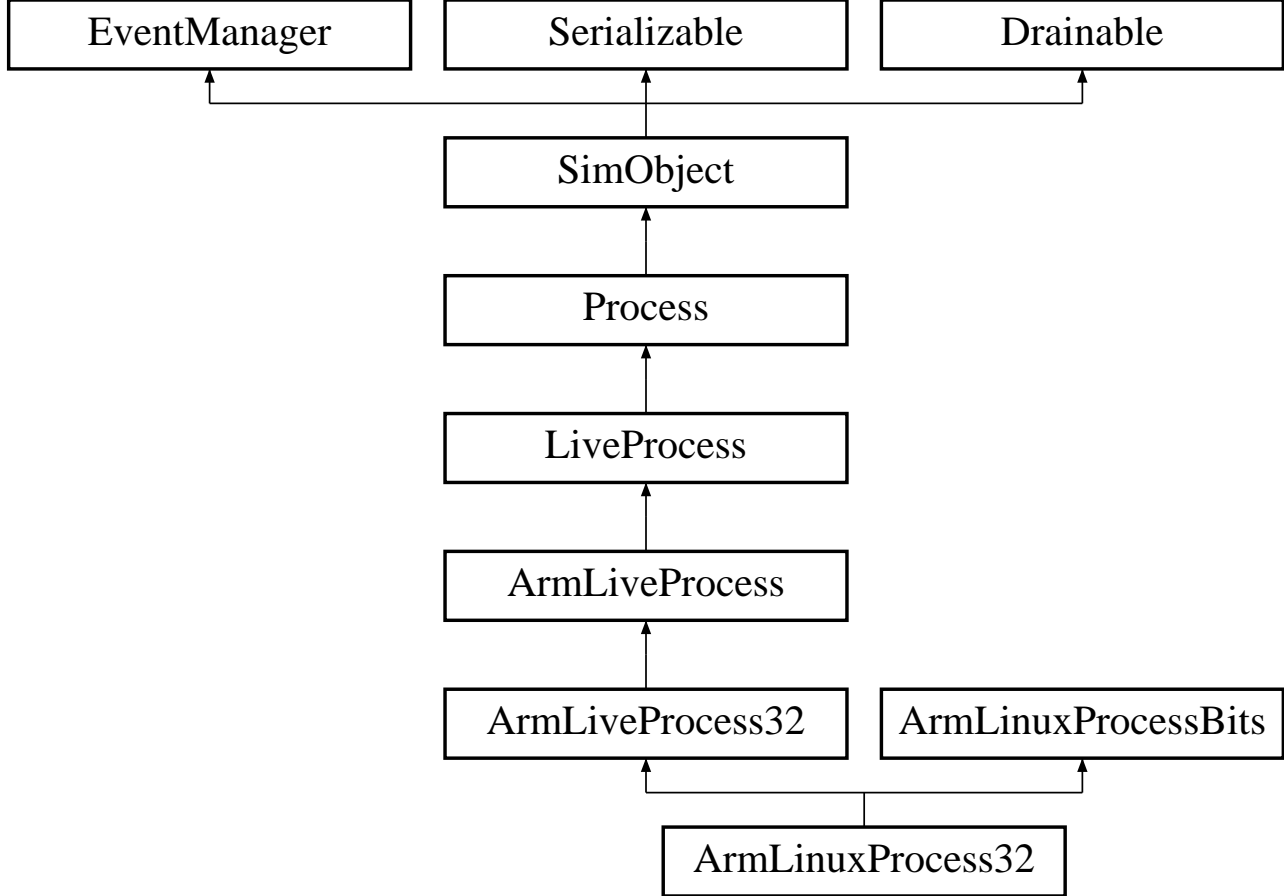 EventManager
Serializable
Drainable
SimObject
Process
LiveProcess
ArmLiveProcess
ArmLiveProcess32
ArmLinuxProcessBits
ArmLinuxProcess32